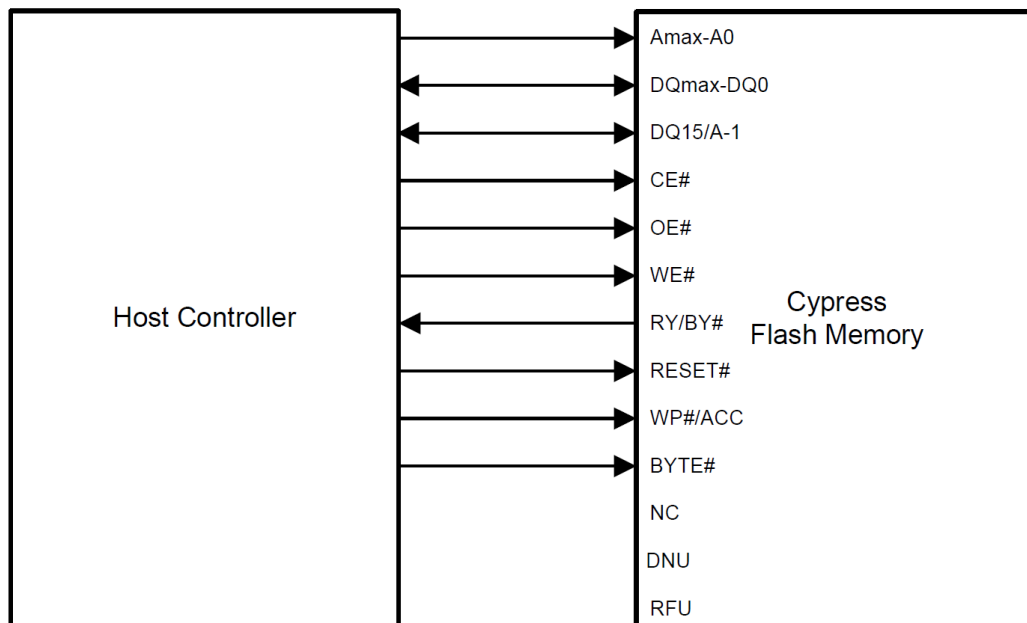 Host Controller
Amax-A0
DQmax-DQ0
DQ15/A-1
CE#
OE#
WE#
RY/BY#
RESET#
WP#/ACC
BYTE#
NC
DNU
RFU
Cypress
Flash Memory